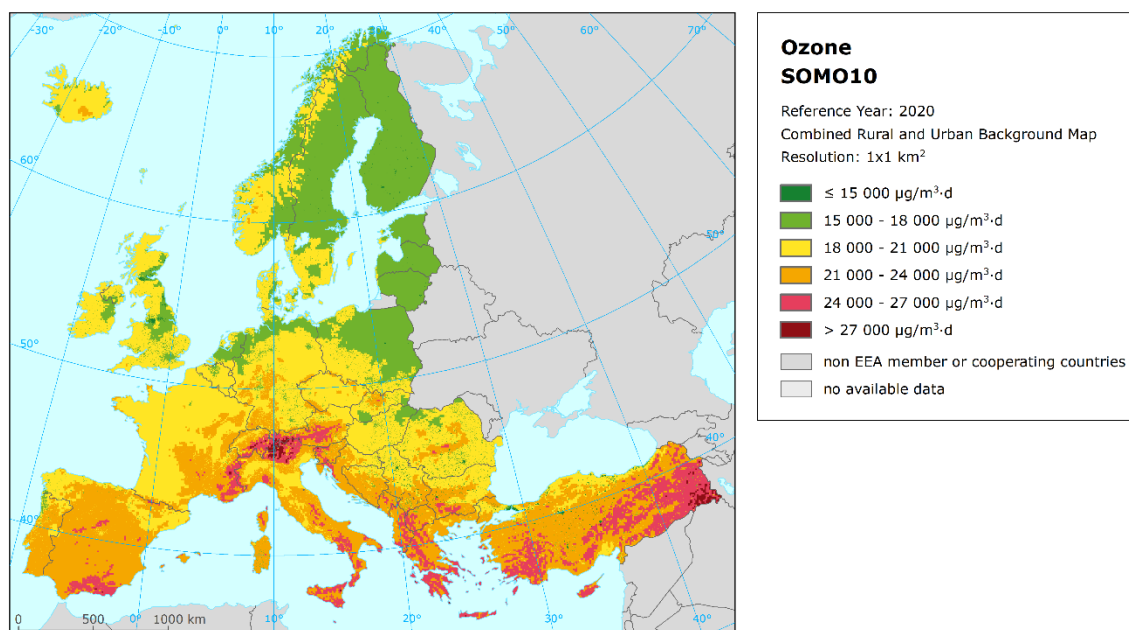 -30° -20° -10° 0° 10° 20° 30° 40° 50° 60° 70°
60°
50°
40°
60°
50°
40°
0 500 1000 km
0° 10° 20° 30° 40°
Ozone
SOMO10
Reference Year: 2020
Combined Rural and Urban Background Map
Resolution: 1x1 km²
≤ 15 000 µg/m³·d
15 000 - 18 000 µg/m³·d
18 000 - 21 000 µg/m³·d
21 000 - 24 000 µg/m³·d
24 000 - 27 000 µg/m³·d
> 27 000 µg/m³·d
non EEA member or cooperating countries
no available data